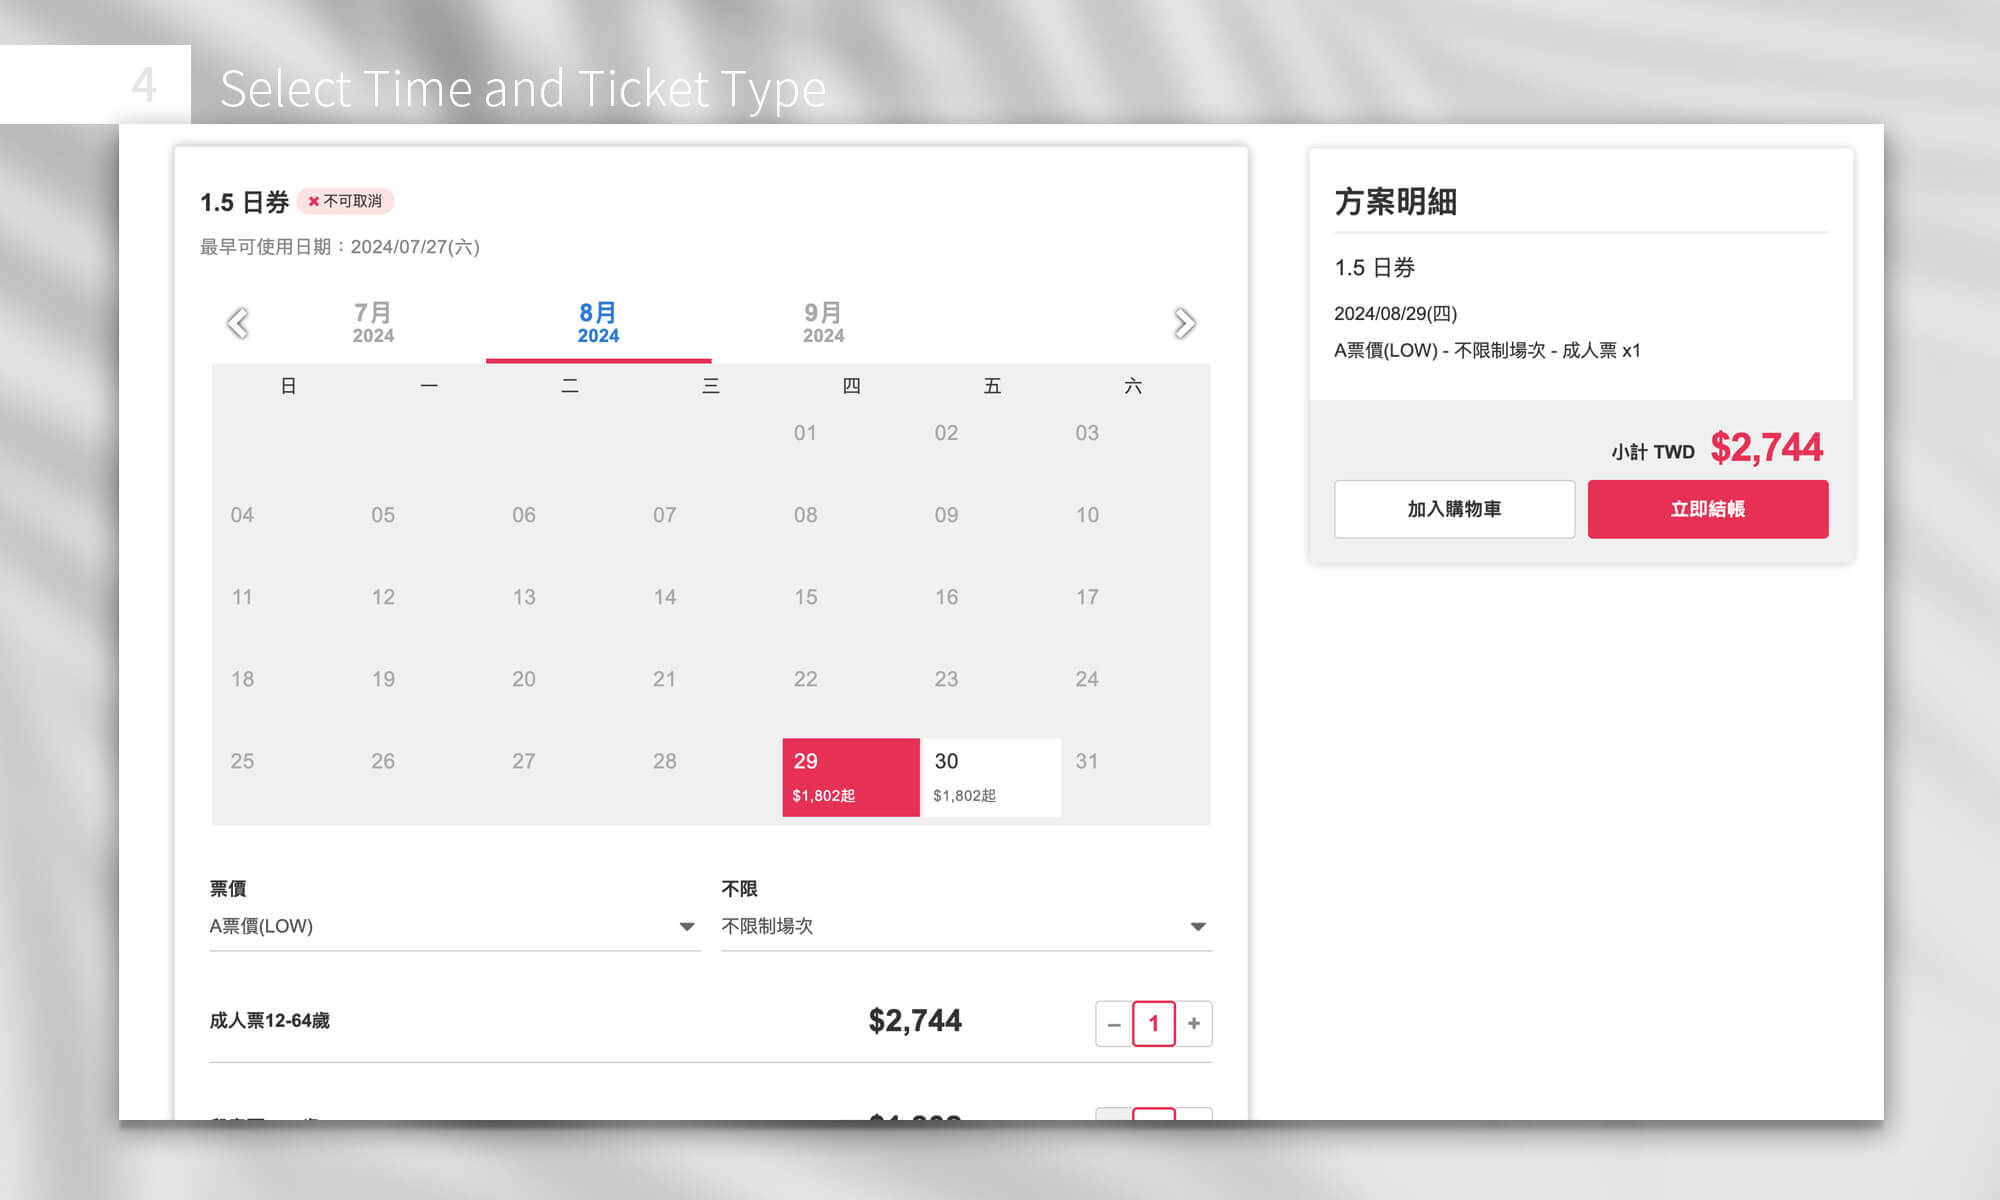 4
Select Time and Ticket Type
1.5 日券 不可取消
最早可使用日期：2024/07/27(六)
7月
2024
8月
2024
9月
2024
日 一 二 三 四 五 六
01 02 03
04 05 06 07 08 09 10
11 12 13 14 15 16 17
18 19 20 21 22 23 24
25 26 27 28 29 30 31
$1,802起 $1,802起
票價
A票價(LOW)
不限
不限制場次
成人票12-64歲 $2,744 – 1 +
方案明細
1.5 日券
2024/08/29(四)
A票價(LOW) - 不限制場次 - 成人票 x1
小計 TWD $2,744
加入購物車 立即結帳